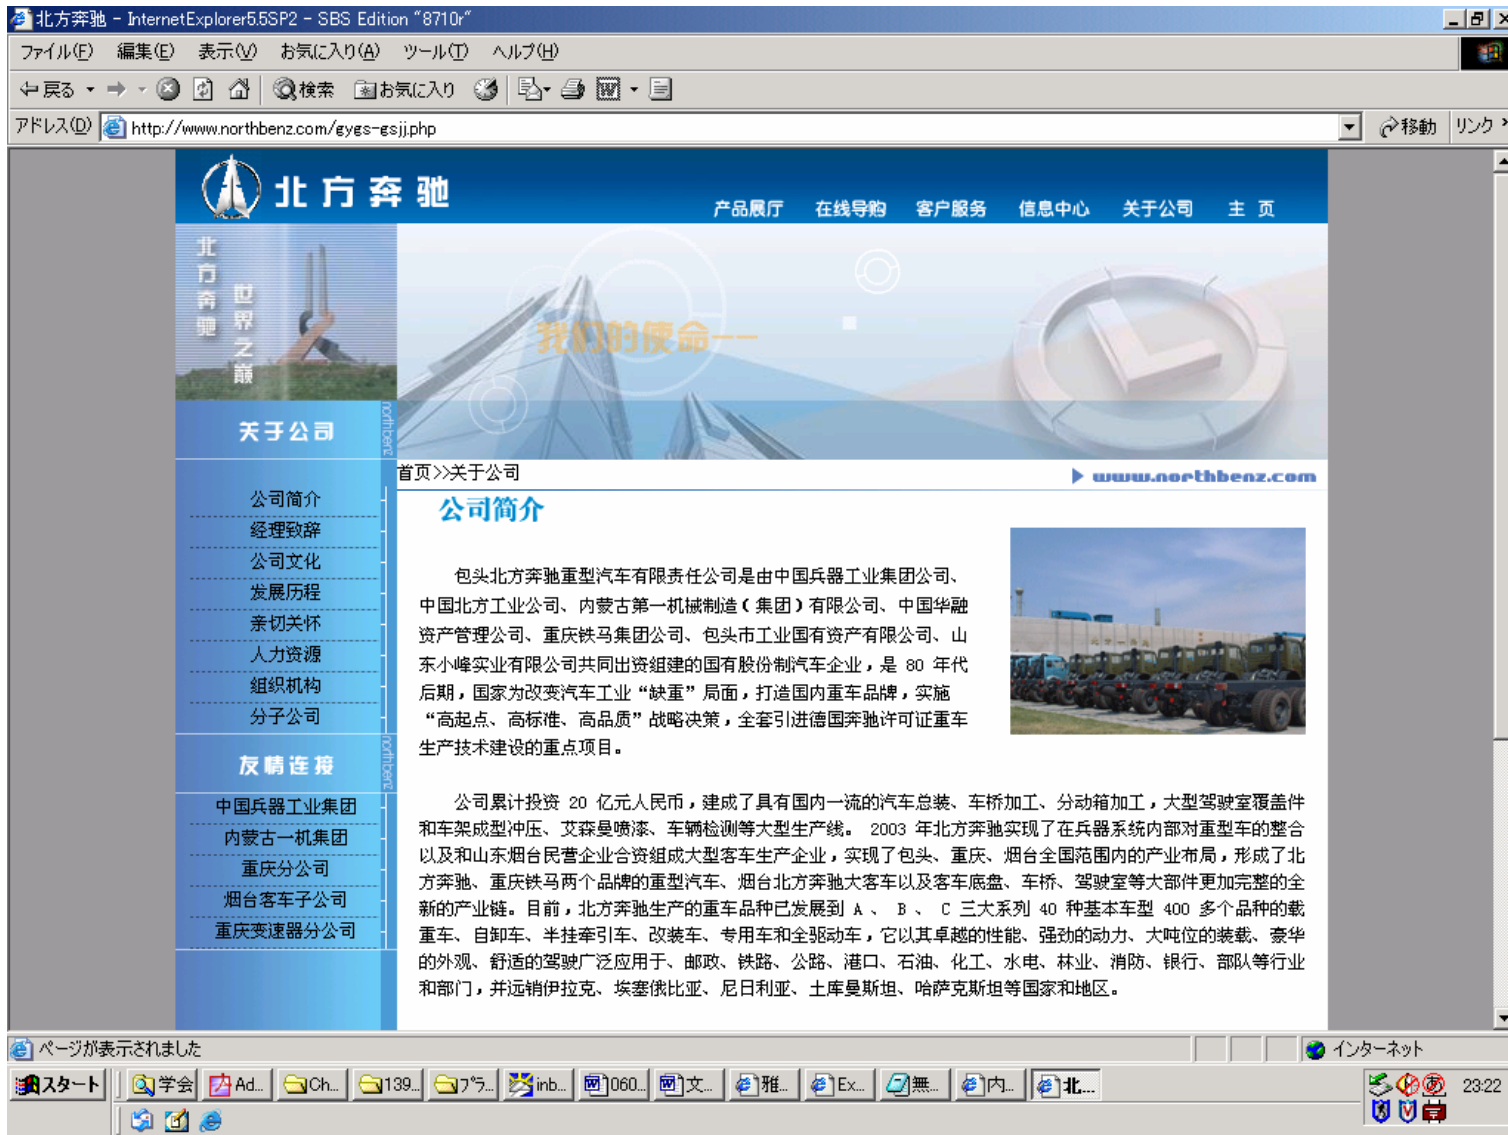 北方奔驰 - InternetExplorer5.5SP2 - SBS Edition "8710r"
ファイル(F) 編集(E) 表示(V) お気に入り(A) ツール(T) ヘルプ(H)
戻る 検索 お気に入り
アドレス(D) http://www.northbenz.com/gygs-gsjj.php 移動 リンク
北方奔驰
产品展厅 在线导购 客户服务 信息中心 关于公司 主 页
北方奔驰
世界之巅
我们的使命——
关于公司
northbenz
首页>>关于公司
www.northbenz.com
公司简介
经理致辞
公司文化
发展历程
亲切关怀
人力资源
组织机构
分子公司
友情连接
northbenz
中国兵器工业集团
内蒙古一机集团
重庆分公司
烟台客车子公司
重庆变速器分公司
公司简介
包头北方奔驰重型汽车有限责任公司是由中国兵器工业集团公司、
中国北方工业公司、内蒙古第一机械制造（集团）有限公司、中国华融
资产管理公司、重庆铁马集团公司、包头市工业国有资产有限公司、山
东小峰实业有限公司共同出资组建的国有股份制汽车企业，是 80 年代
后期，国家为改变汽车工业“缺重”局面，打造国内重车品牌，实施
“高起点、高标准、高品质”战略决策，全套引进德国奔驰许可证重车
生产技术建设的重点项目。
公司累计投资 20 亿元人民币，建成了具有国内一流的汽车总装、车桥加工、分动箱加工，大型驾驶室覆盖件
和车架成型冲压、艾森曼喷漆、车辆检测等大型生产线。 2003 年北方奔驰实现了在兵器系统内部对重型车的整合
以及和山东烟台民营企业合资组成大型客车生产企业，实现了包头、重庆、烟台全国范围内的产业布局，形成了北
方奔驰、重庆铁马两个品牌的重型汽车、烟台北方奔驰大客车以及客车底盘、车桥、驾驶室等大部件更加完整的全
新的产业链。目前，北方奔驰生产的重车品种已发展到 A 、 B 、 C 三大系列 40 种基本车型 400 多个品种的载
重车、自卸车、半挂牵引车、改装车、专用车和全驱动车，它以其卓越的性能、强劲的动力、大吨位的装载、豪华
的外观、舒适的驾驶广泛应用于、邮政、铁路、公路、港口、石油、化工、水电、林业、消防、银行、部队等行业
和部门，并远销伊拉克、埃塞俄比亚、尼日利亚、土库曼斯坦、哈萨克斯坦等国家和地区。
ページが表示されました インターネット
スタート 学会 Ad... Ch... 139... ﾌﾟﾗ... inb... 060... 文... 雅... Ex... 無... 内... 北... 23:22